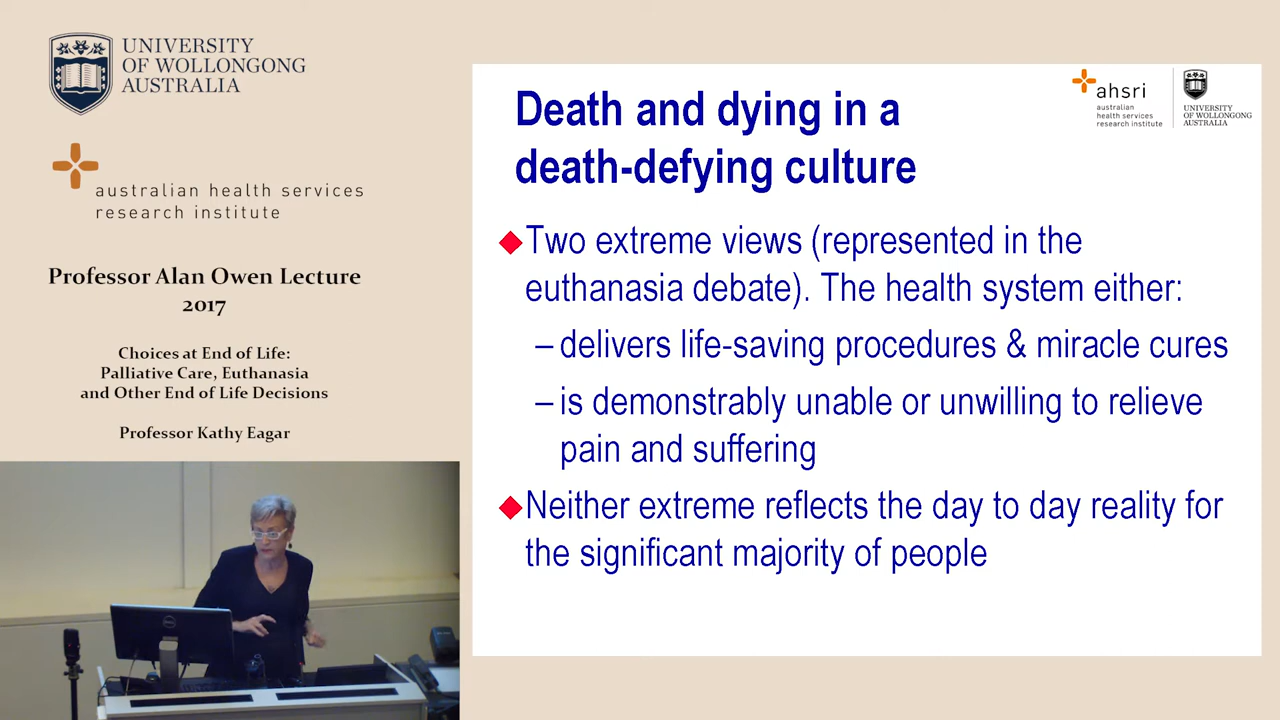 UNIVERSITY
OF WOLLONGONG
AUSTRALIA
australian health services
research institute
Professor Alan Owen Lecture
2017
Choices at End of Life:
Palliative Care, Euthanasia
and Other End of Life Decisions
Professor Kathy Eagar
ahsri
australian
health services
research institute
UNIVERSITY
OF WOLLONGONG
AUSTRALIA
Death and dying in a
death-defying culture
Two extreme views (represented in the
euthanasia debate). The health system either:
– delivers life-saving procedures & miracle cures
– is demonstrably unable or unwilling to relieve
pain and suffering
Neither extreme reflects the day to day reality for
the significant majority of people